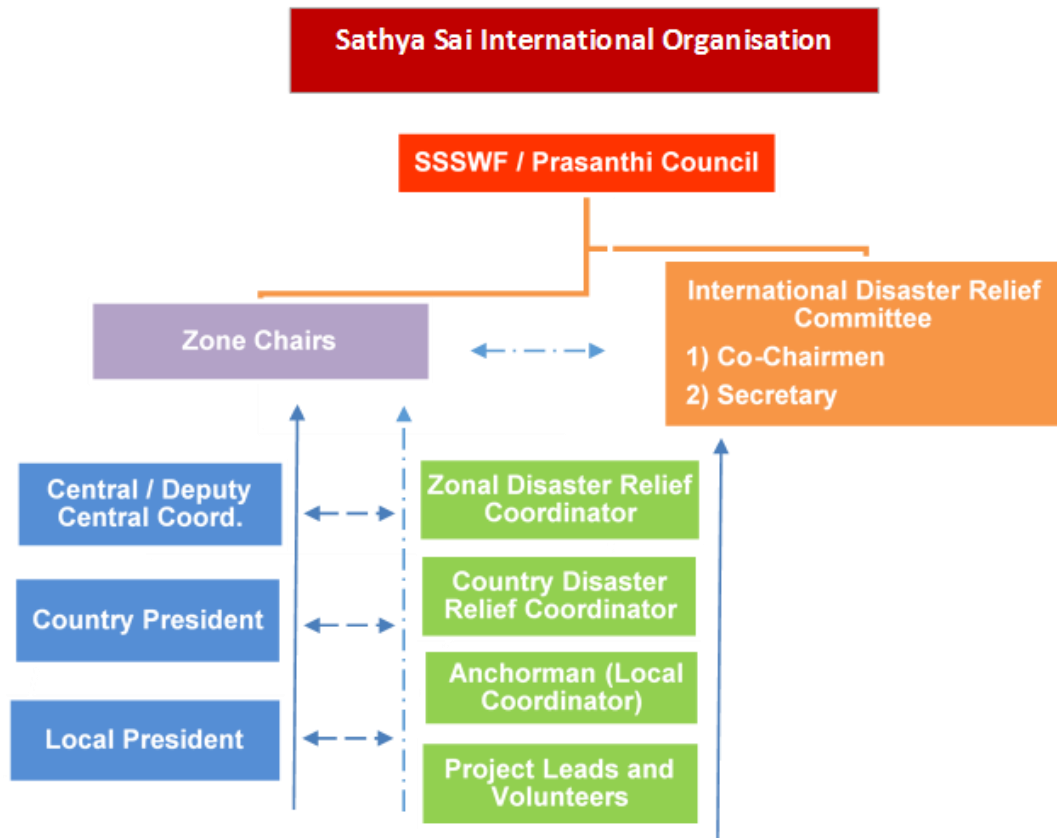 Sathya Sai International Organisation
SSSWF / Prasanthi Council
Zone Chairs
International Disaster Relief
Committee
1) Co-Chairmen
2) Secretary
Central / Deputy
Central Coord.
Zonal Disaster Relief
Coordinator
Country President
Country Disaster
Relief Coordinator
Local President
Anchorman (Local
Coordinator)
Project Leads and
Volunteers